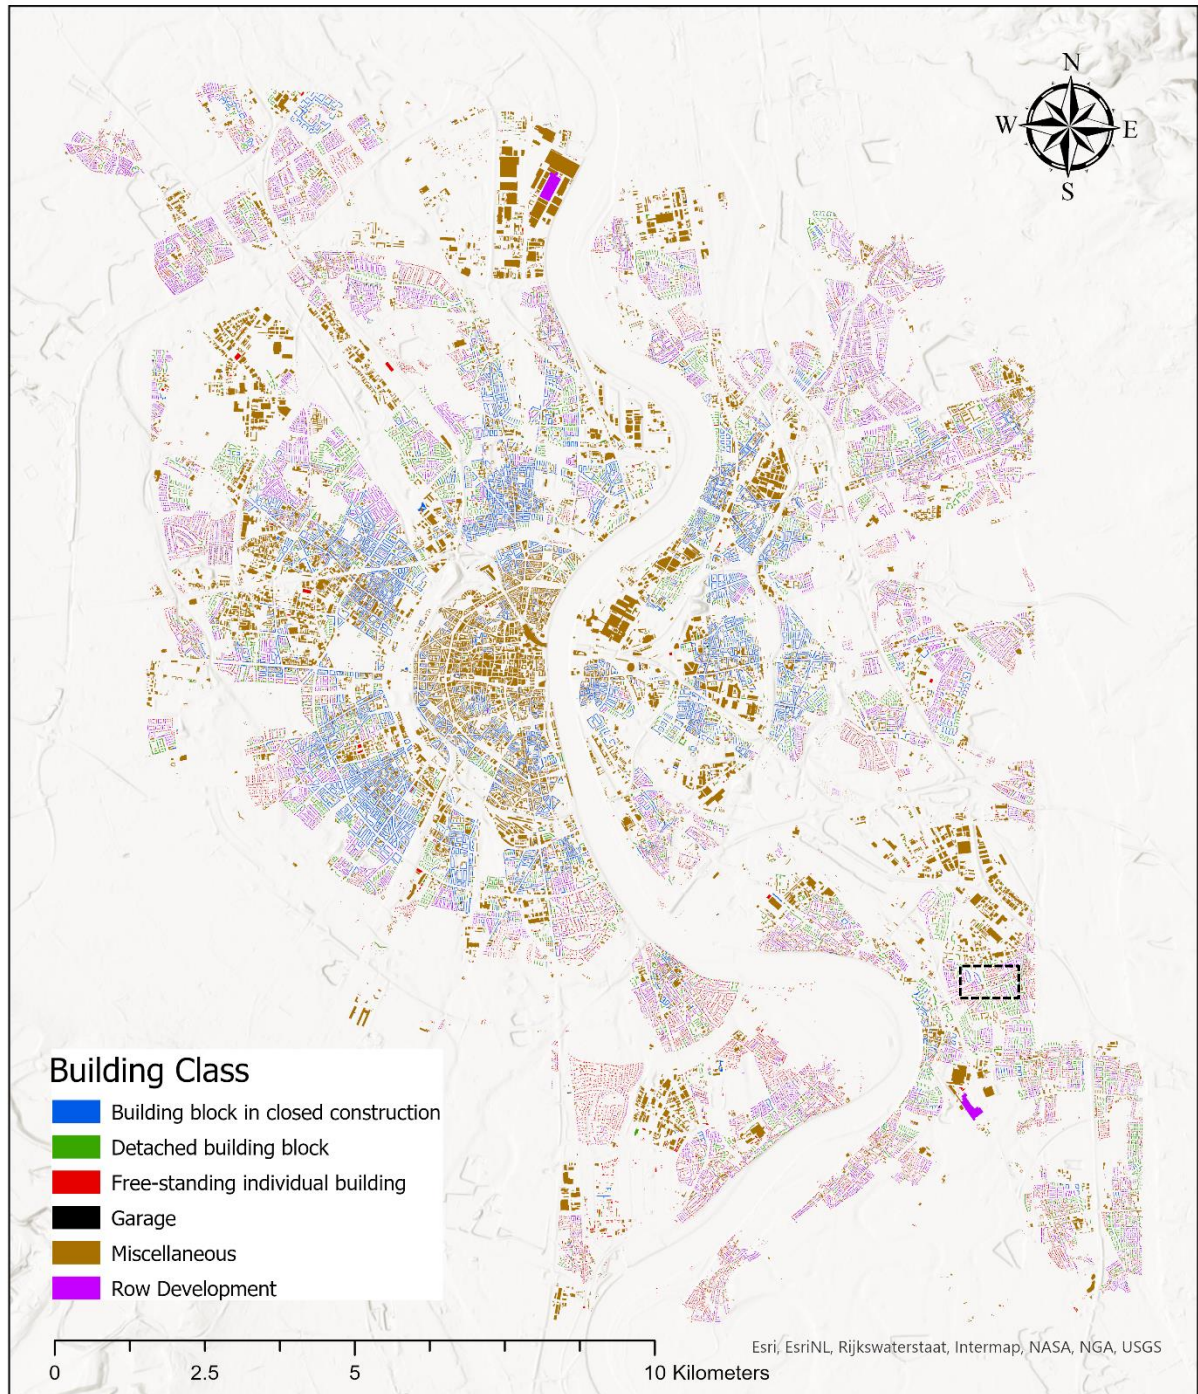 N
W E
S
Building Class
Building block in closed construction
Detached building block
Free-standing individual building
Garage
Miscellaneous
Row Development
Esri, EsriNL, Rijkswaterstaat, Intermap, NASA, NGA, USGS
0 2.5 5 10 Kilometers